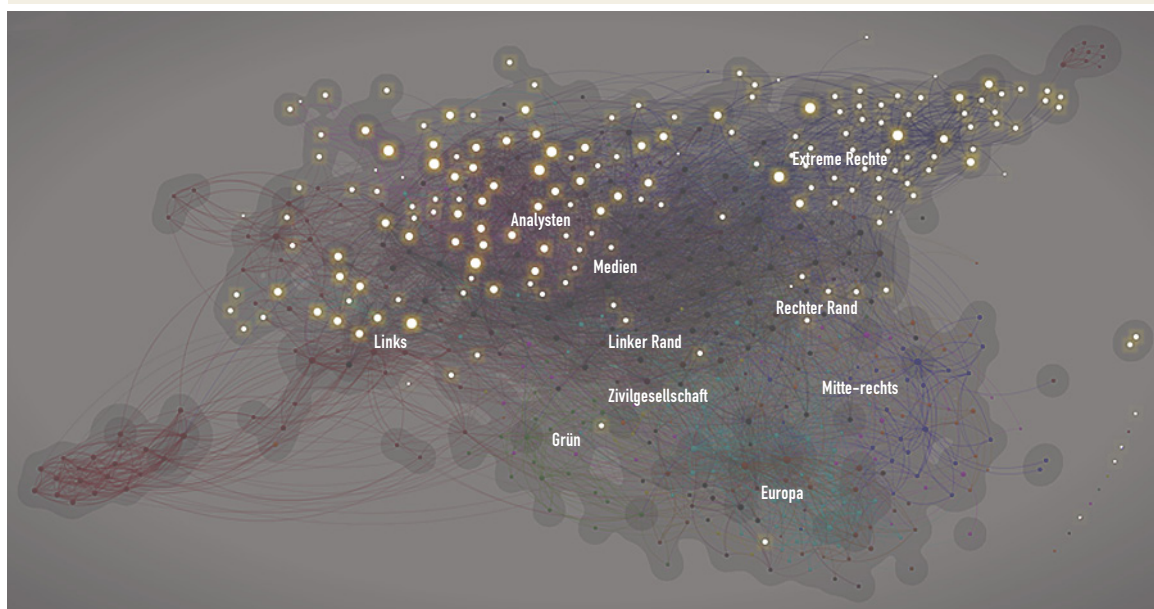 Extreme Rechte
Analysten
Medien
Rechter Rand
Links
Linker Rand
Mitte-rechts
Zivilgesellschaft
Grün
Europa